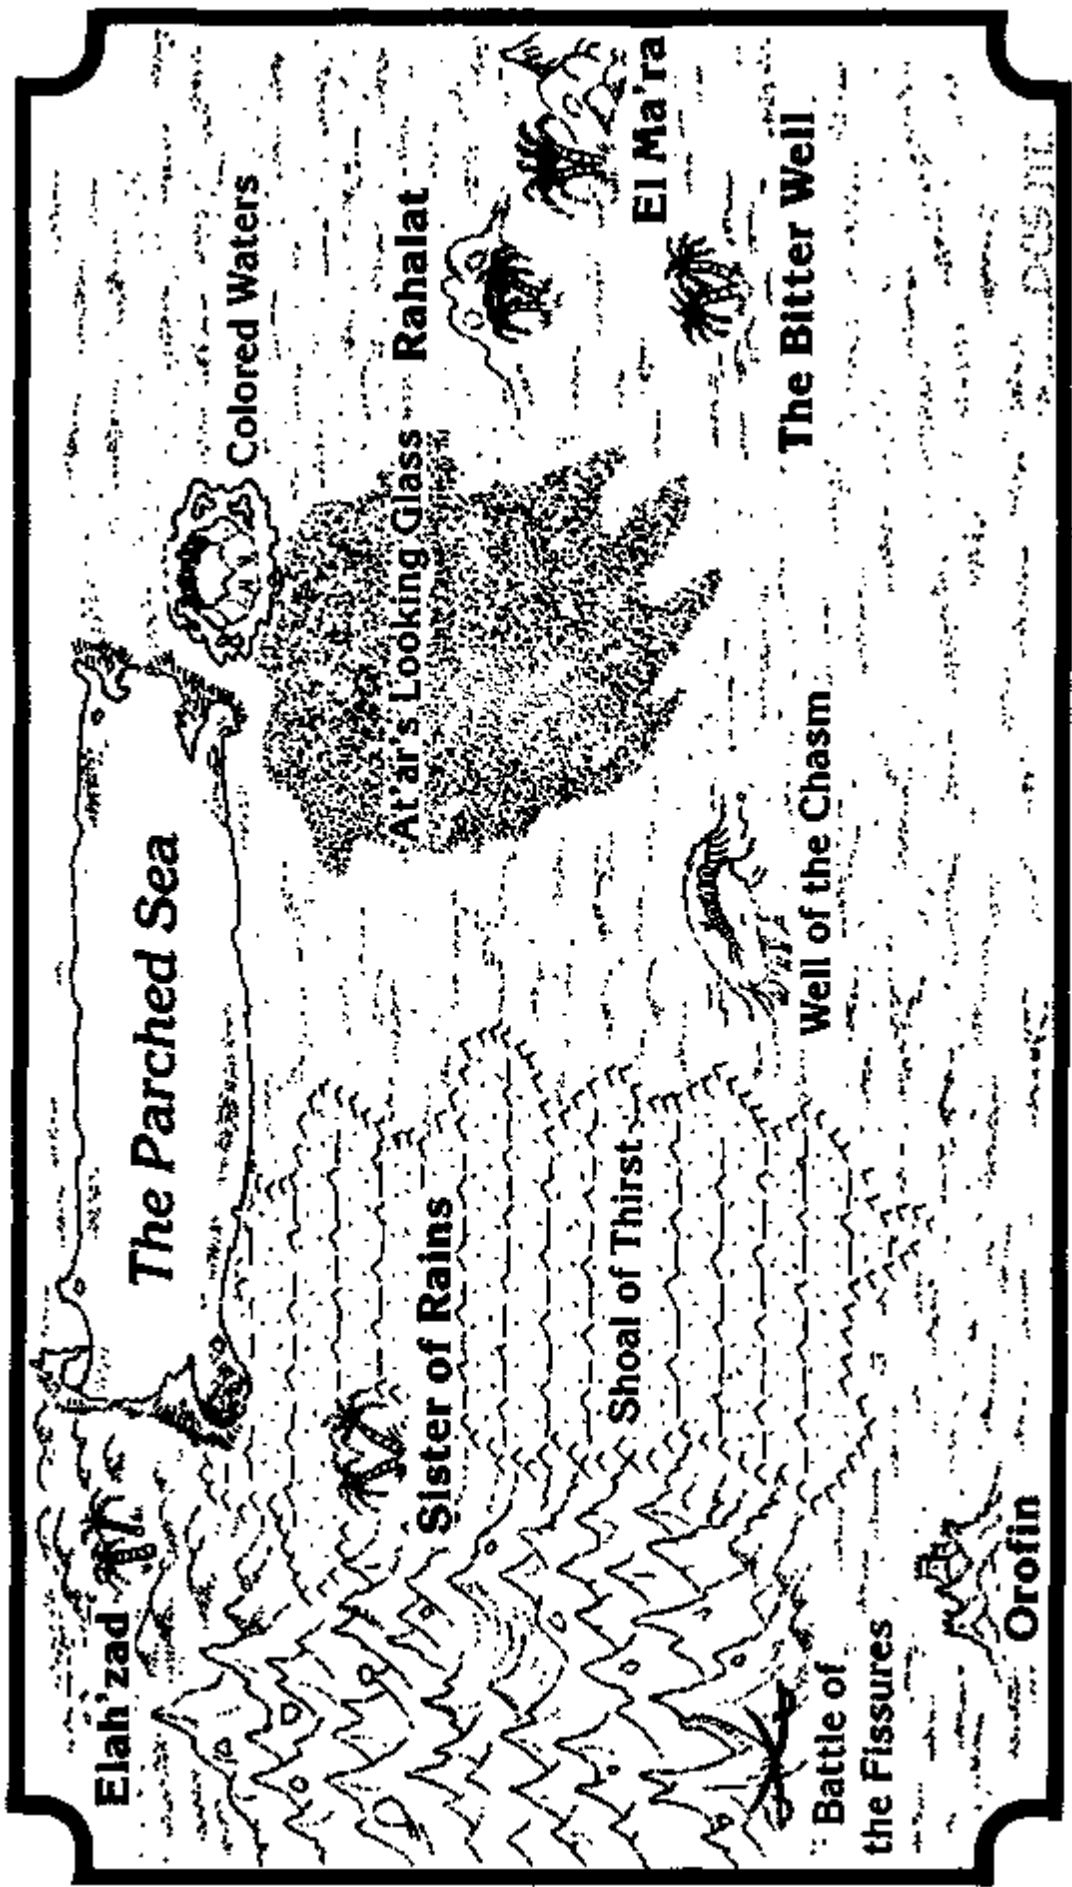 The Parched Sea
Elah'zad
Colored Waters
Rahalat
At'ar's Looking Glass
El Ma'ra
Sister of Rains
Shoal of Thirst
The Bitter Well
Well of the Chasm
Battle of
the Fissures
Orofin